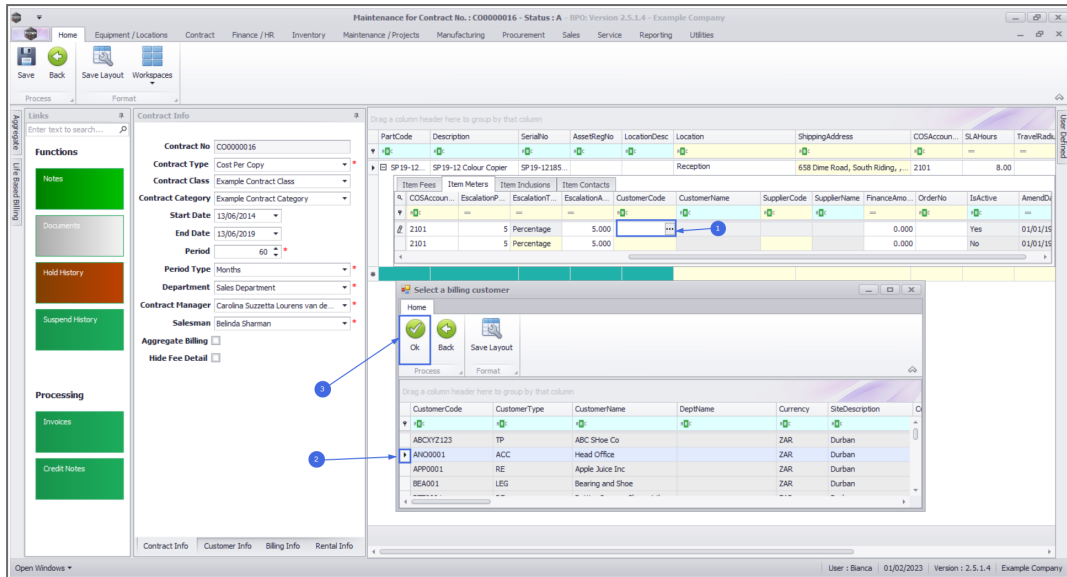 Maintenance for Contract No. : CO0000016 - Status : A - BPO: Version 2.5.1.4 - Example Company
Home Equipment / Locations Contract Finance / HR Inventory Maintenance / Projects Manufacturing Procurement Sales Service Reporting Utilities
Save Back Save Layout Workspaces
Process Format
Aggregate
Life Based Billing
Links
Enter text to search...
Functions
Notes
Documents
Hold History
Suspend History
Processing
Invoices
Credit Notes
Contract Info
Contract No CO0000016
Contract Type Cost Per Copy *
Contract Class Example Contract Class *
Contract Category Example Contract Category *
Start Date 13/06/2014
End Date 13/06/2019
Period 60 *
Period Type Months *
Department Sales Department *
Contract Manager Carolina Suzzetta Lourens van de... *
Salesman Belinda Sharman *
Aggregate Billing
Hide Fee Detail
Contract Info Customer Info Billing Info Rental Info
Drag a column header here to group by that column
PartCode Description SerialNo AssetRegNo LocationDesc Location ShippingAddress COSAccoun... SLAHours TravelRadiu
SP19-12... SP19-12 Colour Copier SP19-12185... Reception 658 Dime Road, South Riding, ,... 2101 8.00
Item Fees Item Meters Item Inclusions Item Contacts
COSAccoun... EscalationP... EscalationT... EscalationA... CustomerCode CustomerName SupplierCode SupplierName FinanceAmo... OrderNo IsActive AmendDa
2101 5 Percentage 5.000 ... 0.000 Yes 01/01/19
2101 5 Percentage 5.000 0.000 No 01/01/19
1
User Defined
Select a billing customer
Home
Ok Back Save Layout
Process Format
3
Drag a column header here to group by that column
CustomerCode CustomerType CustomerName DeptName Currency SiteDescription
ABCXYZ123 TP ABC SHoe Co ZAR Durban
2
ANO0001 ACC Head Office ZAR Durban
APP0001 RE Apple Juice Inc ZAR Durban
BEA001 LEG Bearing and Shoe ZAR Durban
Open Windows User : Bianca 01/02/2023 Version : 2.5.1.4 Example Company